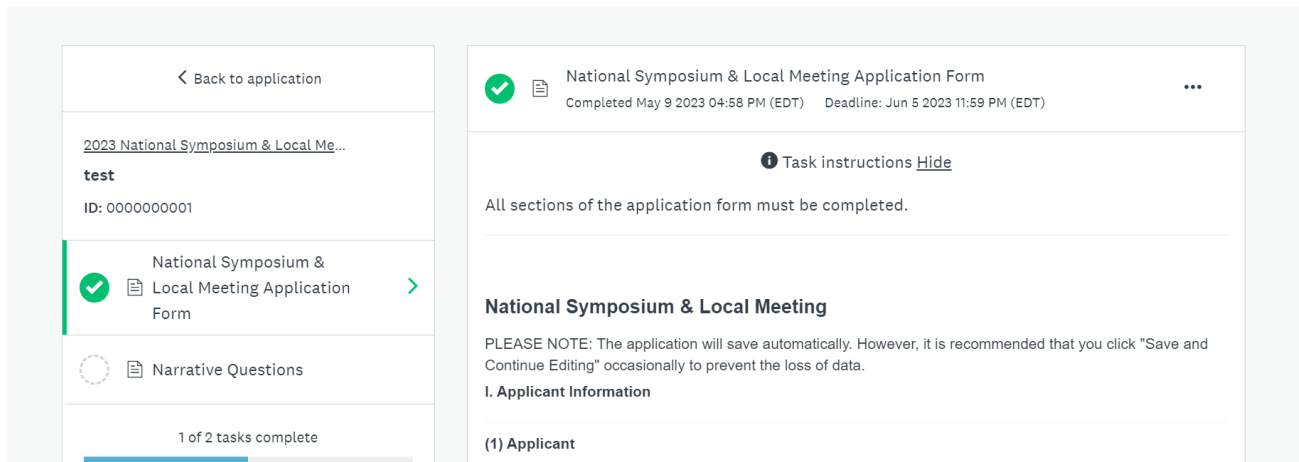 Back to application
2023 National Symposium & Local Me...
test
ID: 0000000001
National Symposium &
Local Meeting Application
Form
Narrative Questions
1 of 2 tasks complete
National Symposium & Local Meeting Application Form
Completed May 9 2023 04:58 PM (EDT) Deadline: Jun 5 2023 11:59 PM (EDT)
Task instructions Hide
All sections of the application form must be completed.
National Symposium & Local Meeting
PLEASE NOTE: The application will save automatically. However, it is recommended that you click "Save and
Continue Editing" occasionally to prevent the loss of data.
I. Applicant Information
(1) Applicant